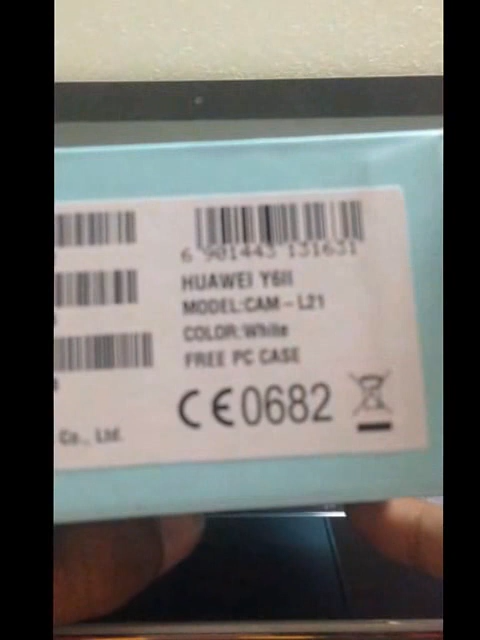 6 901443 131631
HUAWEI Y6II
MODEL:CAM-L21
COLOR:White
FREE PC CASE
CE0682
Co., Ltd.